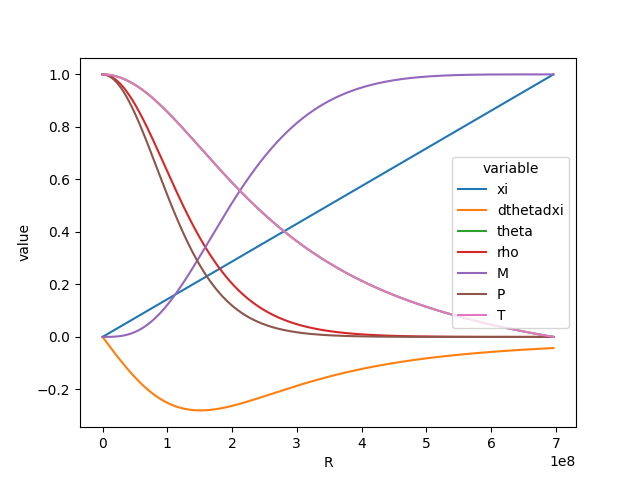 1.0
0.8
0.6
0.4
0.2
0.0
−0.2
value
variable
xi
dthetadxi
theta
rho
M
P
T
0 1 2 3 4 5 6 7
1e8
R